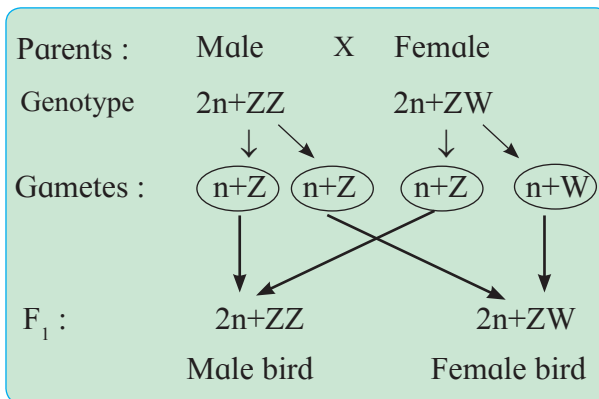 Parents : Male X Female
Genotype 2n+ZZ 2n+ZW
Gametes : n+Z n+Z n+Z n+W
F₁ : 2n+ZZ 2n+ZW
Male bird Female bird